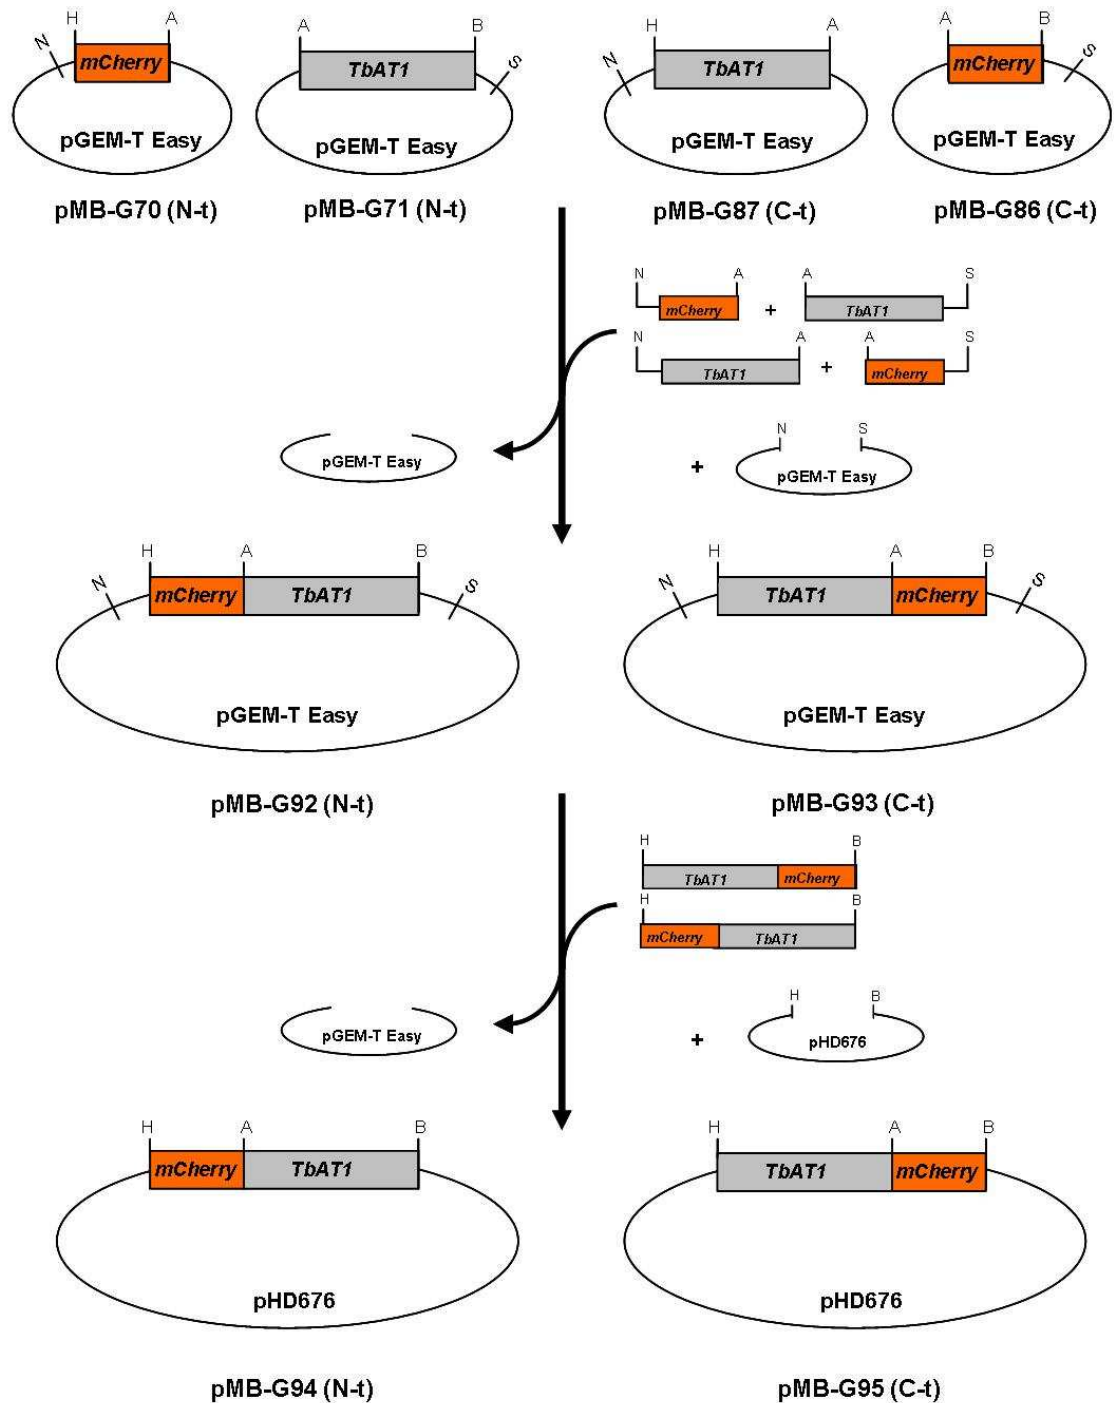 H A A B H A A B
N mCherry TbAT1 S N TbAT1 mCherry S
pGEM-T Easy pGEM-T Easy pGEM-T Easy pGEM-T Easy
pMB-G70 (N-t) pMB-G71 (N-t) pMB-G87 (C-t) pMB-G86 (C-t)
N A A S
mCherry + TbAT1
N A A S
TbAT1 + mCherry
N S
pGEM-T Easy + pGEM-T Easy
H A B H A B
N mCherry TbAT1 S N TbAT1 mCherry S
pGEM-T Easy pGEM-T Easy
pMB-G92 (N-t) pMB-G93 (C-t)
H B
TbAT1 mCherry
H B
mCherry TbAT1
H B
pGEM-T Easy + pHD676
H A B H A B
mCherry TbAT1 TbAT1 mCherry
pHD676 pHD676
pMB-G94 (N-t) pMB-G95 (C-t)